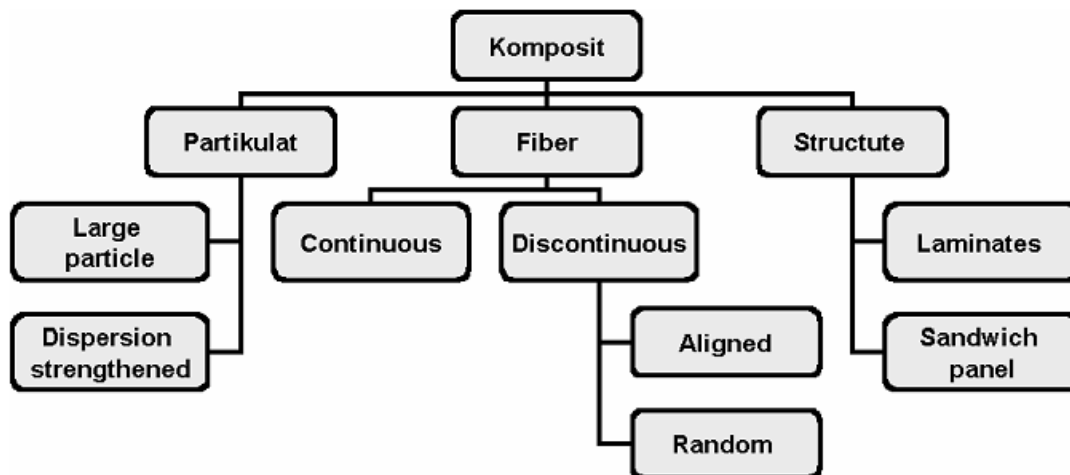 Komposit
Partikulat
Fiber
Structute
Large
particle
Continuous
Discontinuous
Laminates
Dispersion
strengthened
Aligned
Sandwich
panel
Random